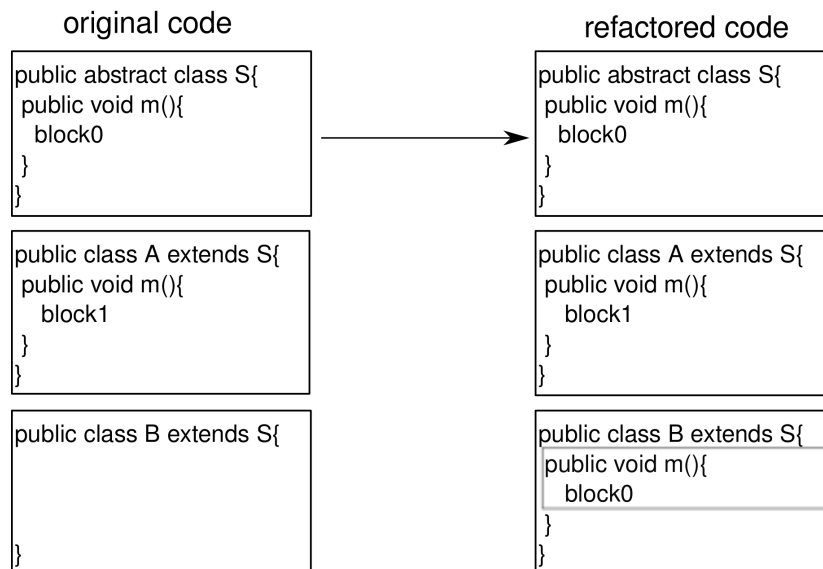 original code
public abstract class S{
public void m(){
block0
}
}
public class A extends S{
public void m(){
block1
}
}
public class B extends S{
}
refactored code
public abstract class S{
public void m(){
block0
}
}
public class A extends S{
public void m(){
block1
}
}
public class B extends S{
public void m(){
block0
}
}